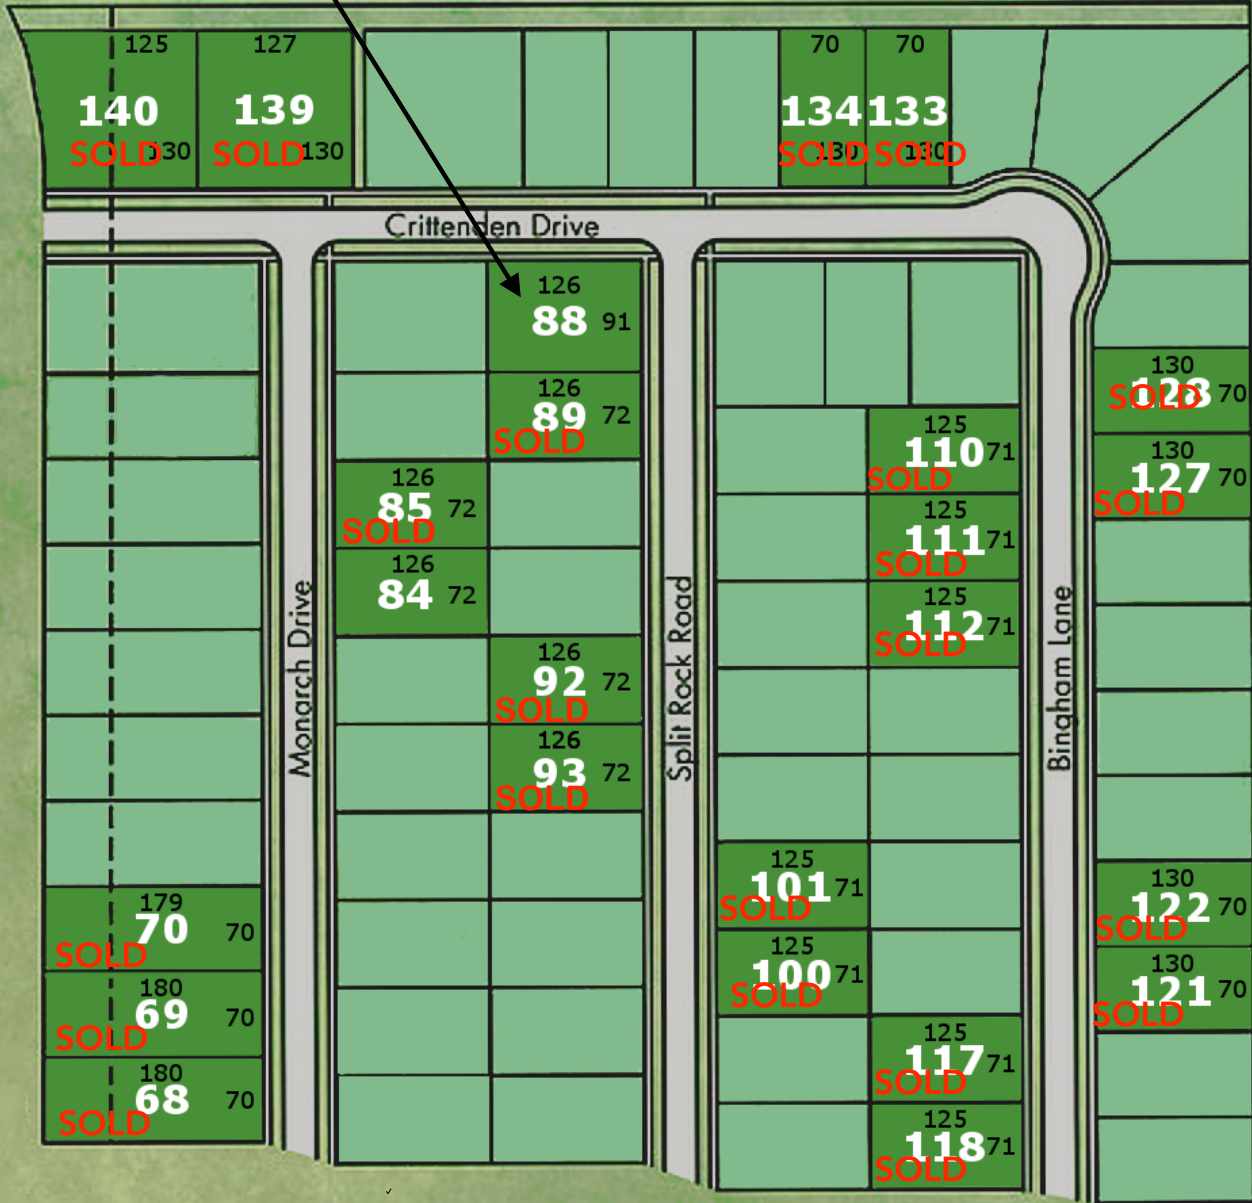 125
140
SOLD 130
127
139
SOLD 130
70
134
SOLD 130
70
133
SOLD 130
Crittenden Drive
126
88 91
126
89 72
SOLD
126
85 72
SOLD
126
84 72
126
92 72
SOLD
126
93 72
SOLD
125
110 71
SOLD
125
111 71
SOLD
125
112 71
SOLD
130
128 70
SOLD
130
127 70
SOLD
Monarch Drive
Split Rock Road
Bingham Lane
125
101 71
SOLD
125
100 71
SOLD
130
122 70
SOLD
130
121 70
SOLD
179
70 70
SOLD
180
69 70
SOLD
180
68 70
SOLD
125
117 71
SOLD
125
118 71
SOLD